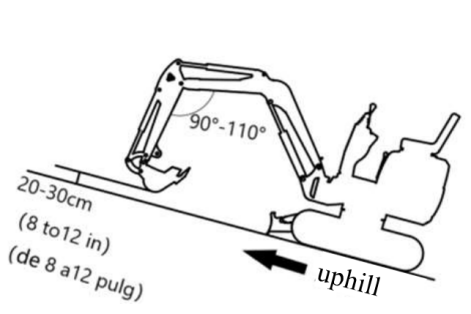 90°-110°
20-30cm
(8 to12 in)
(de 8 a12 pulg)
uphill